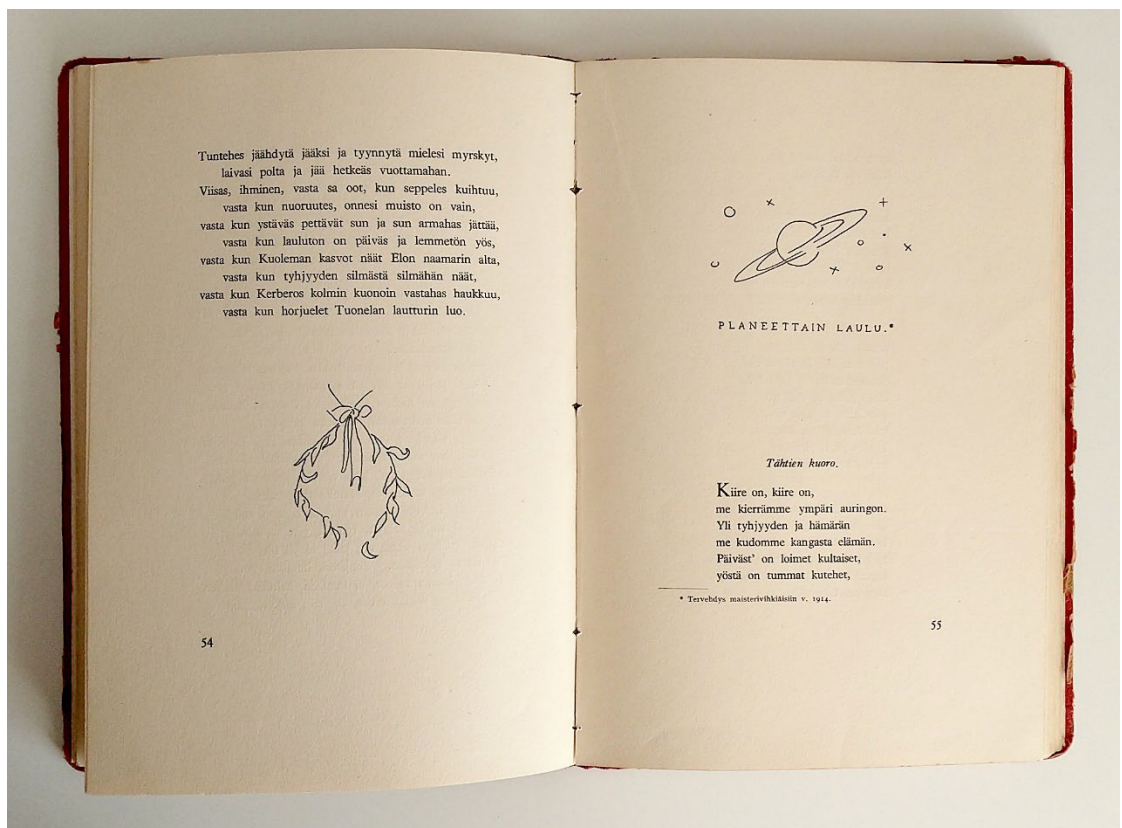 Tuntehes jäähdytä jääksi ja tyynnytä mielesi myrskyt,
laivasi polta ja jää hetkeäs vuottamahan.
Viisas, ihminen, vasta sa oot, kun seppeles kuihtuu,
vasta kun nuoruutes, onnesi muisto on vain,
vasta kun ystäväs pettävät sun ja sun armahas jättää,
vasta kun lauluton on päiväs ja lemmetön yös,
vasta kun Kuoleman kasvot näät Elon naamarin alta,
vasta kun tyhjyyden silmästä silmähän näät,
vasta kun Kerberos kolmin kuonoin vastahas haukkuu,
vasta kun horjuelet Tuonelan lautturin luo.
54
PLANEETTAIN LAULU.*
Tähtien kuoro.
Kiire on, kiire on,
me kierrämme ympäri auringon.
Yli tyhjyyden ja hämärän
me kudomme kangasta elämän.
Päiväst' on loimet kultaiset,
yöstä on tummat kutehet,
* Tervehdys maisterivihkiäisiin v. 1914.
55